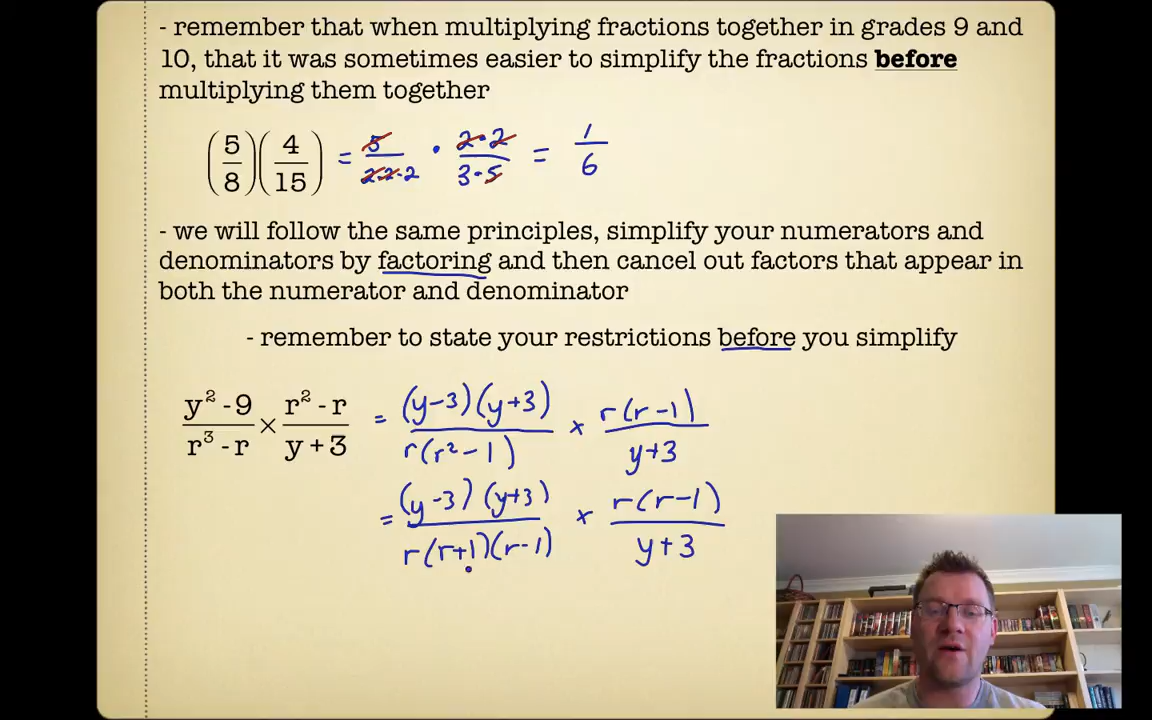 - remember that when multiplying fractions together in grades 9 and
10, that it was sometimes easier to simplify the fractions before
multiplying them together
(5/8)(4/15) = 5/(2·2·2) · (2·2)/(3·5) = 1/6
- we will follow the same principles, simplify your numerators and
denominators by factoring and then cancel out factors that appear in
both the numerator and denominator
- remember to state your restrictions before you simplify
(y² - 9)/(r³ - r) × (r² - r)/(y + 3) = (y-3)(y+3)/r(r²-1) × r(r-1)/(y+3)
= (y-3)(y+3)/r(r+1)(r-1) × r(r-1)/(y+3)